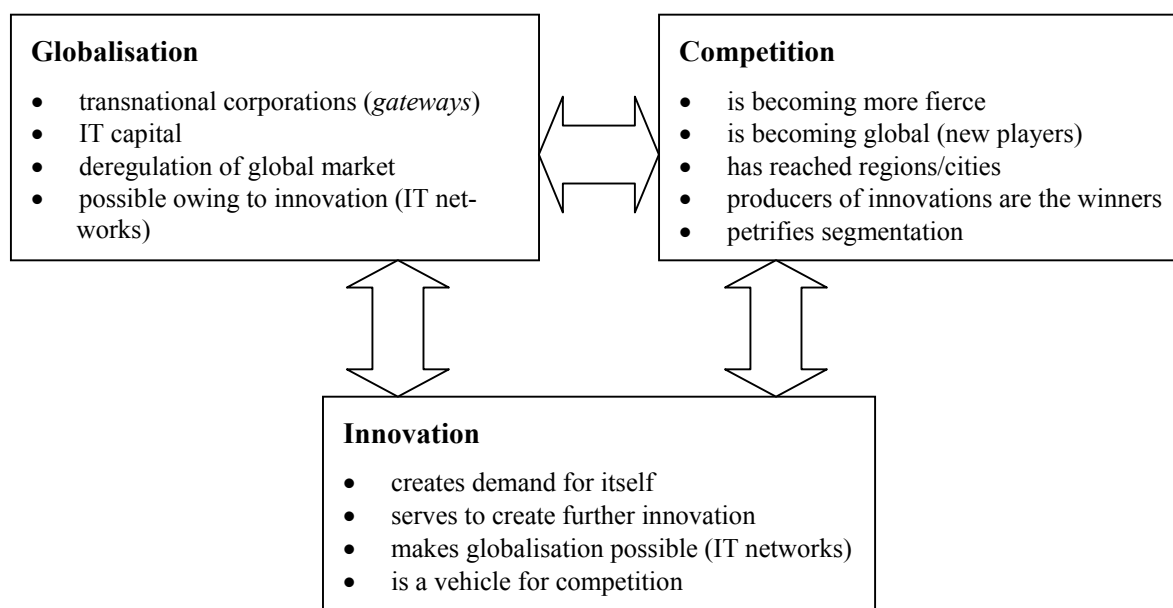 Globalisation
• transnational corporations (gateways)
• IT capital
• deregulation of global market
• possible owing to innovation (IT net-
works)
Competition
• is becoming more fierce
• is becoming global (new players)
• has reached regions/cities
• producers of innovations are the winners
• petrifies segmentation
Innovation
• creates demand for itself
• serves to create further innovation
• makes globalisation possible (IT networks)
• is a vehicle for competition